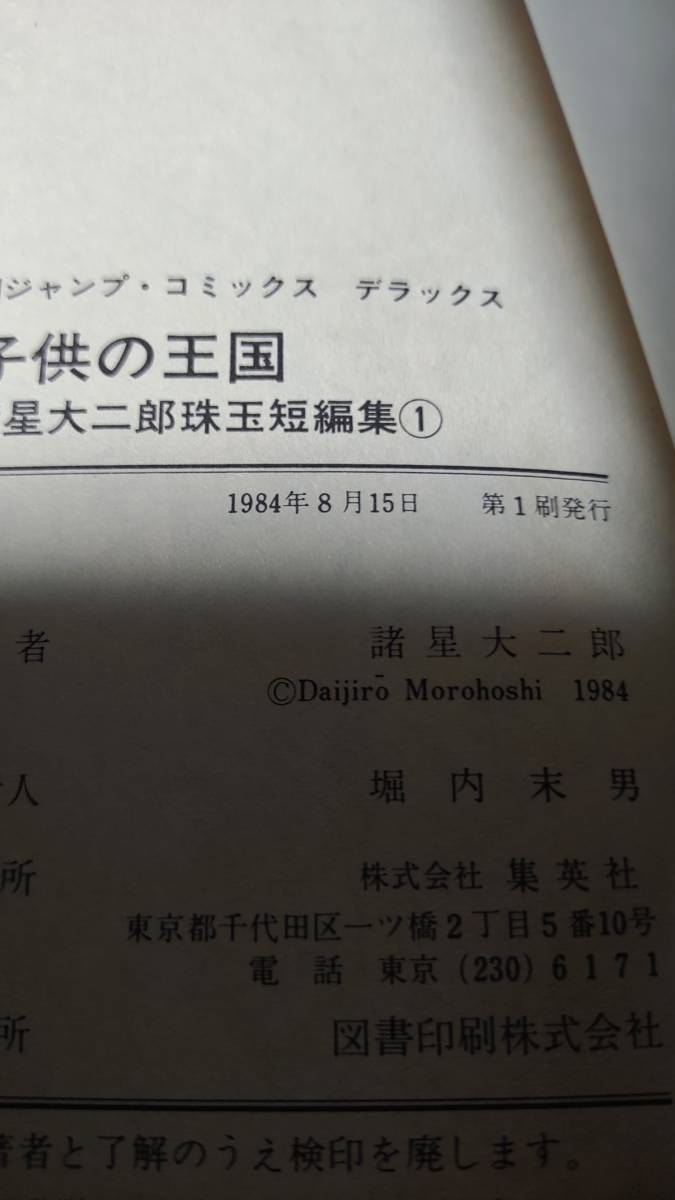 ジャンプ・コミックス デラックス
子供の王国
星大二郎珠玉短編集①
1984年8月15日 第1刷発行
者 諸星大二郎
©Daijirō Morohoshi 1984
人 堀内末男
所 株式会社 集英社
東京都千代田区一ツ橋2丁目5番10号
電話 東京(230)6171
所 図書印刷株式会社
著者と了解のうえ検印を廃します。